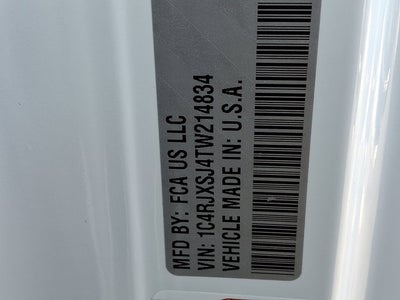 MFD BY: FCA US LLC
VIN: 1C4RJXSJ4TW214834
VEHICLE MADE IN: U.S.A.